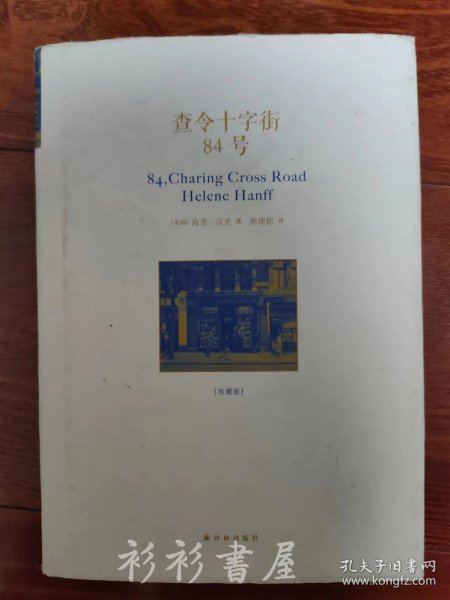 查令十字街
84号
84,Charing Cross Road
Helene Hanff
[美国] 海莲·汉芙 著 陈建铭 译
[珍藏版]
译林出版社
衫衫書屋
孔夫子旧书网
www.kongfz.com